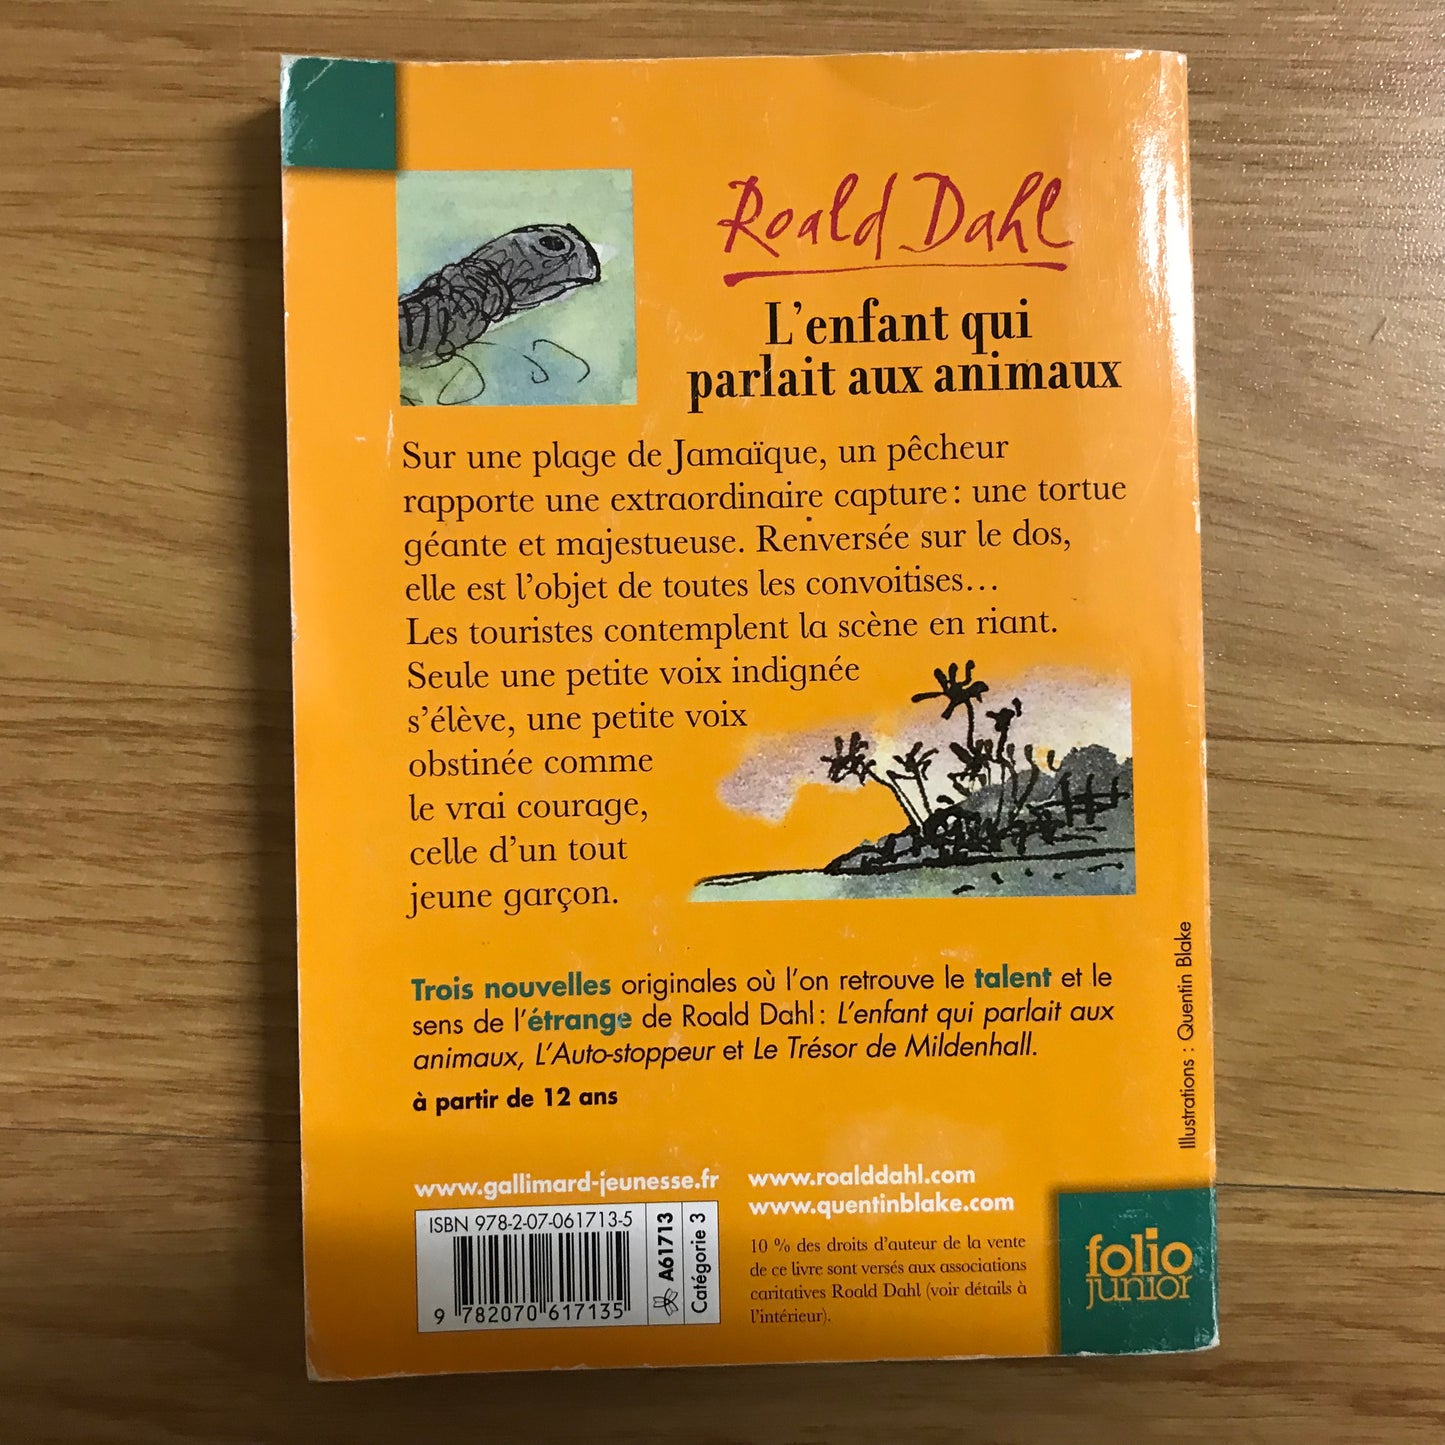 Roald Dahl
L'enfant qui
parlait aux animaux
Sur une plage de Jamaïque, un pêcheur
rapporte une extraordinaire capture : une tortue
géante et majestueuse. Renversée sur le dos,
elle est l'objet de toutes les convoitises…
Les touristes contemplent la scène en riant.
Seule une petite voix indignée
s'élève, une petite voix
obstinée comme
le vrai courage,
celle d'un tout
jeune garçon.
Trois nouvelles originales où l'on retrouve le talent et le
sens de l'étrange de Roald Dahl : L'enfant qui parlait aux
animaux, L'Auto-stoppeur et Le Trésor de Mildenhall.
à partir de 12 ans
Illustrations : Quentin Blake
www.gallimard-jeunesse.fr
www.roalddahl.com
www.quentinblake.com
ISBN 978-2-07-061713-5
9 782070 617135
A61713
Catégorie 3
10 % des droits d'auteur de la vente
de ce livre sont versés aux associations
caritatives Roald Dahl (voir détails à
l'intérieur).
folio
junior